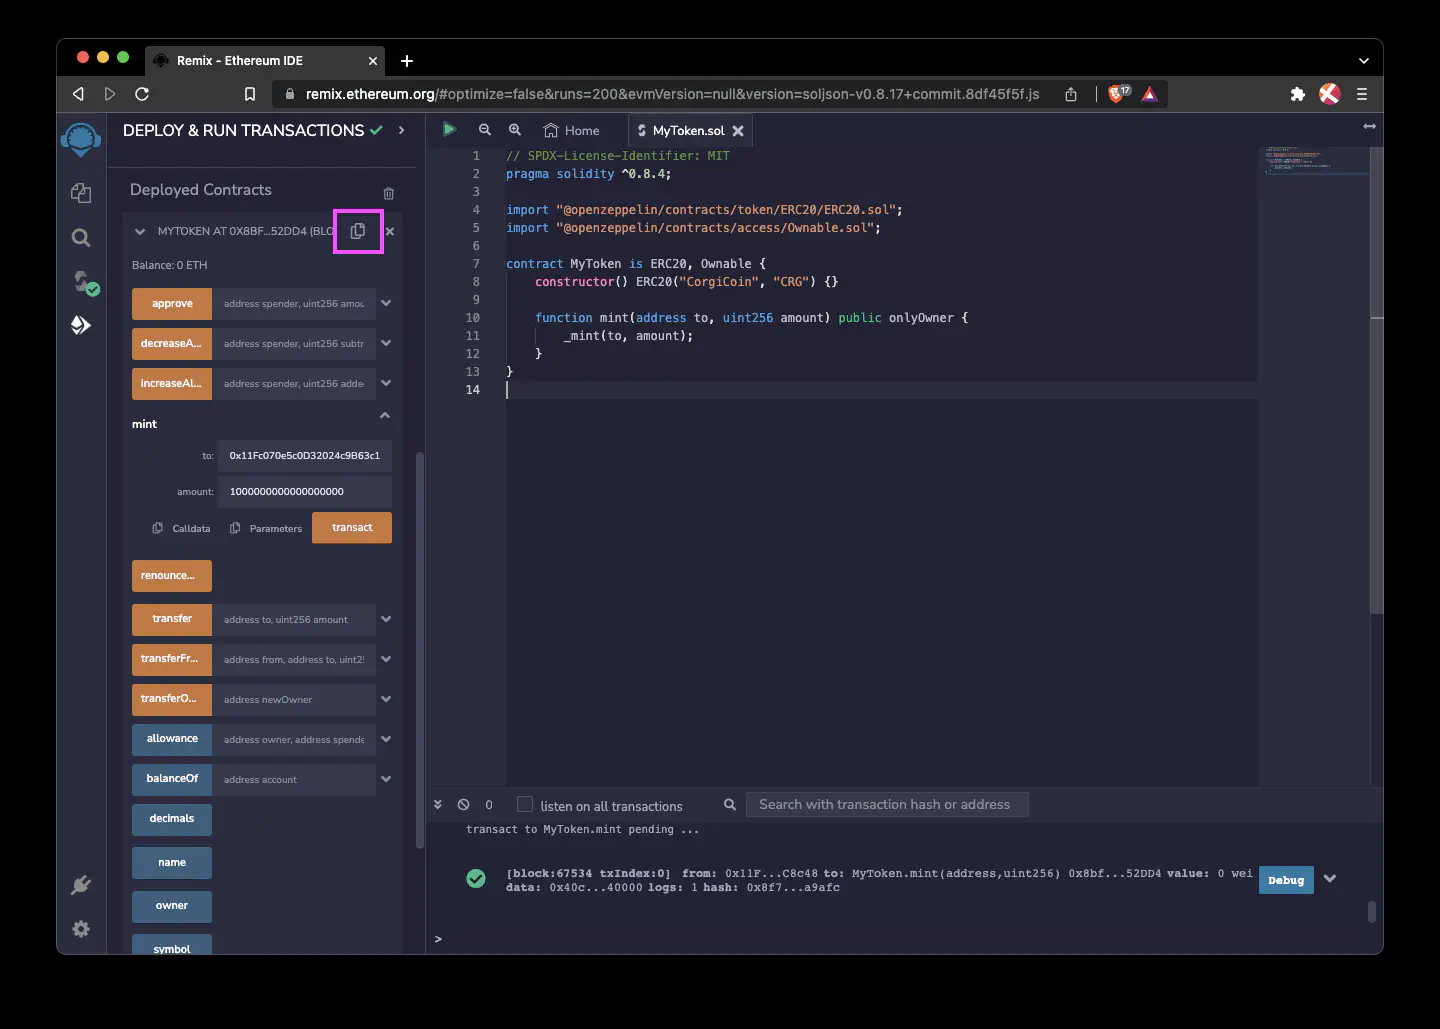 Remix - Ethereum IDE
remix.ethereum.org/#optimize=false&runs=200&evmVersion=null&version=soljson-v0.8.17+commit.8df45f5f.js
17
DEPLOY & RUN TRANSACTIONS
Deployed Contracts
MYTOKEN AT 0X8BF...52DD4 (BLO
Balance: 0 ETH
approve address spender, uint256 amou
decreaseA... address spender, uint256 subtr
increaseAl... address spender, uint256 adde
mint
to: 0x11Fc070e5c0D32024c9B63c1
amount: 1000000000000000000
Calldata Parameters transact
renounce...
transfer address to, uint256 amount
transferFr... address from, address to, uint25
transferO... address newOwner
allowance address owner, address spende
balanceOf address account
decimals
name
owner
symbol
Home MyToken.sol
1 // SPDX-License-Identifier: MIT
2 pragma solidity ^0.8.4;
3
4 import "@openzeppelin/contracts/token/ERC20/ERC20.sol";
5 import "@openzeppelin/contracts/access/Ownable.sol";
6
7 contract MyToken is ERC20, Ownable {
8 constructor() ERC20("CorgiCoin", "CRG") {}
9
10 function mint(address to, uint256 amount) public onlyOwner {
11 _mint(to, amount);
12 }
13 }
14
0 listen on all transactions Search with transaction hash or address
transact to MyToken.mint pending ...
[block:67534 txIndex:0] from: 0x11F...C8c48 to: MyToken.mint(address,uint256) 0x8bf...52DD4 value: 0 wei
data: 0x40c...40000 logs: 1 hash: 0x8f7...a9afc
Debug
>